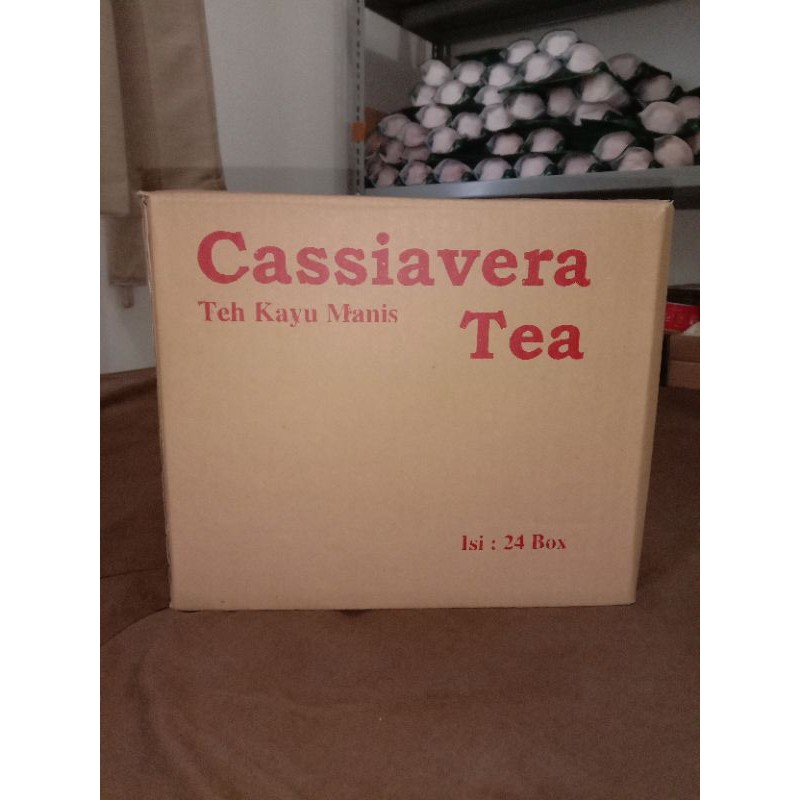 Cassiavera
Teh Kayu Manis
Tea
Isi : 24 Box